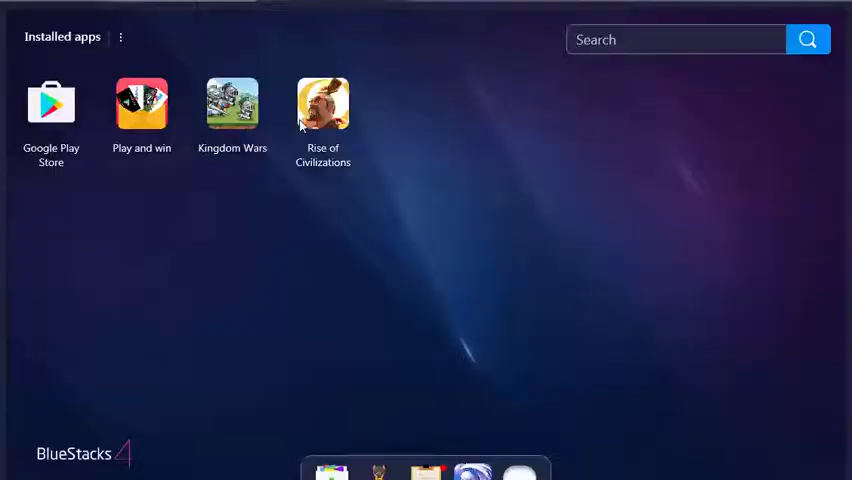 Installed apps
Search
Google Play
Store
Play and win
Kingdom Wars
Rise of
Civilizations
BlueStacks 4